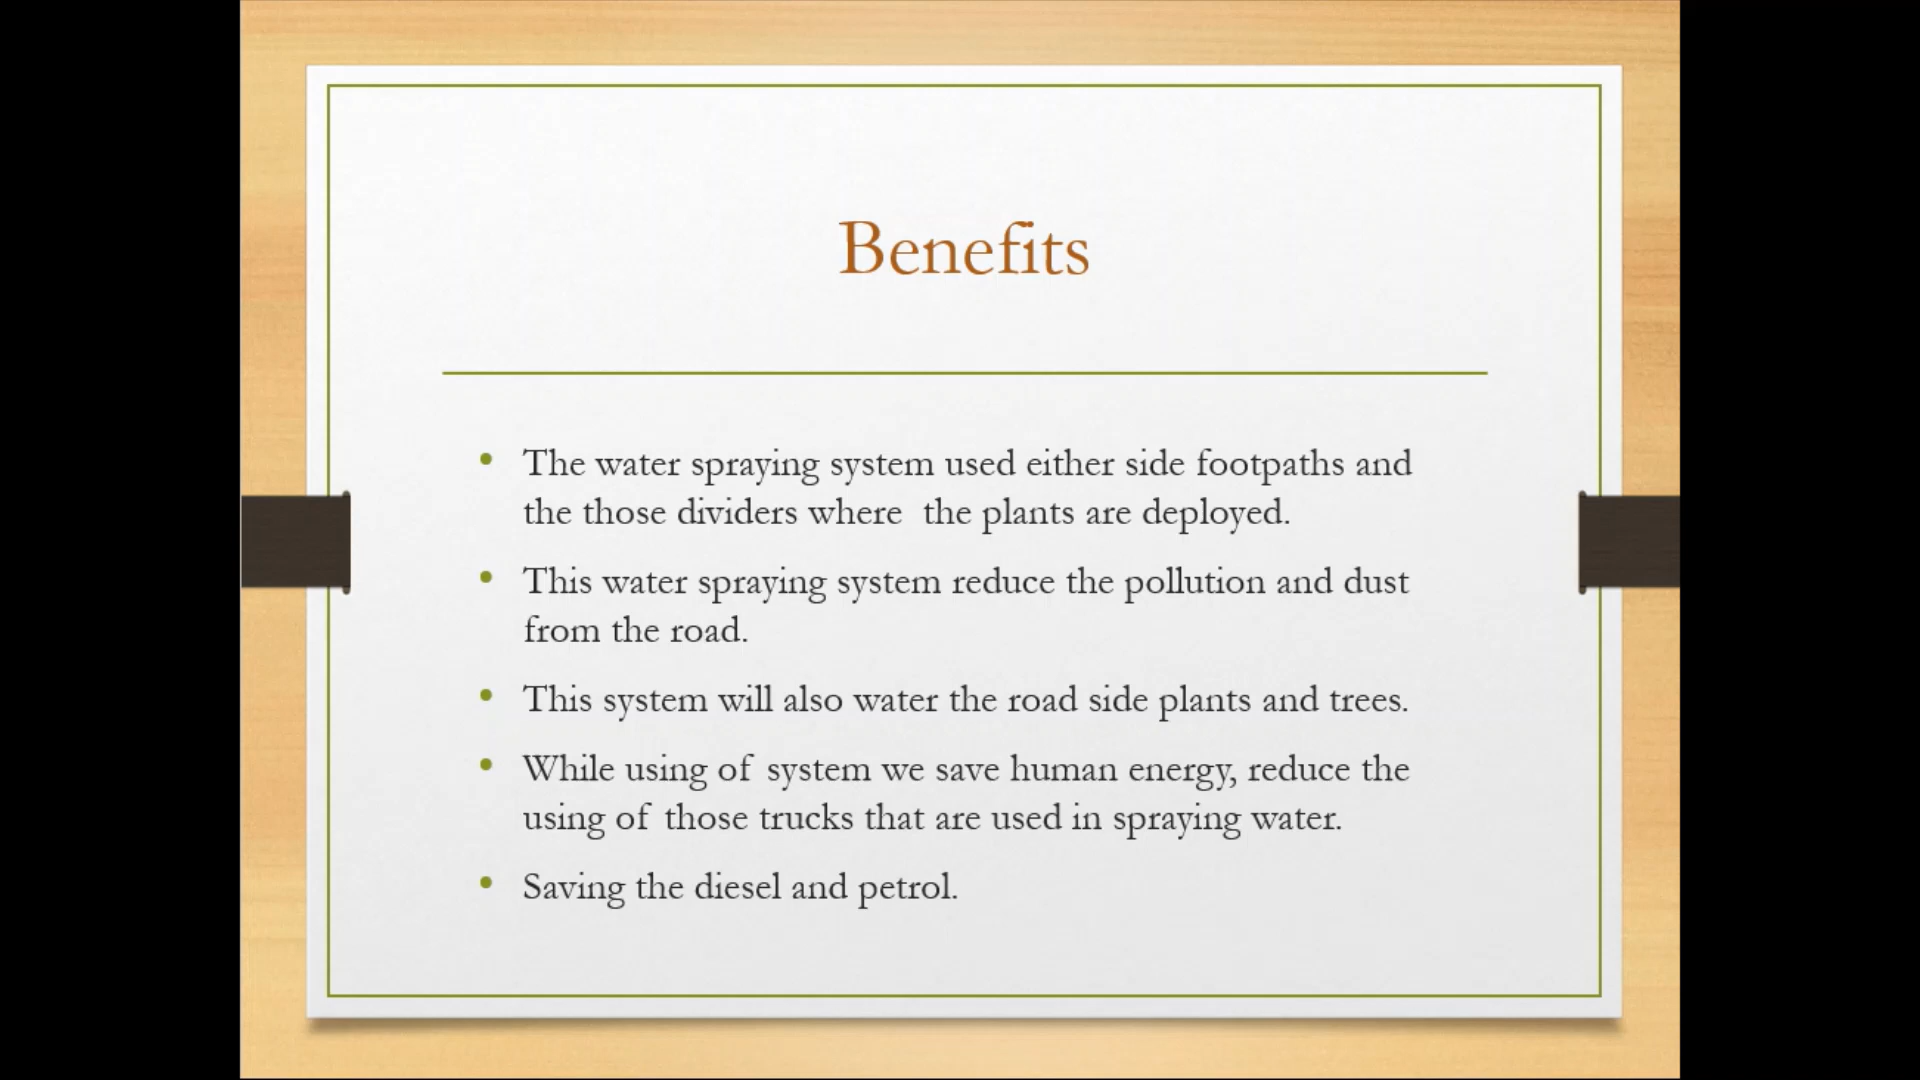 Benefits
• The water spraying system used either side footpaths and
the those dividers where  the plants are deployed.
• This water spraying system reduce the pollution and dust
from the road.
• This system will also water the road side plants and trees.
• While using of system we save human energy, reduce the
using of those trucks that are used in spraying water.
• Saving the diesel and petrol.